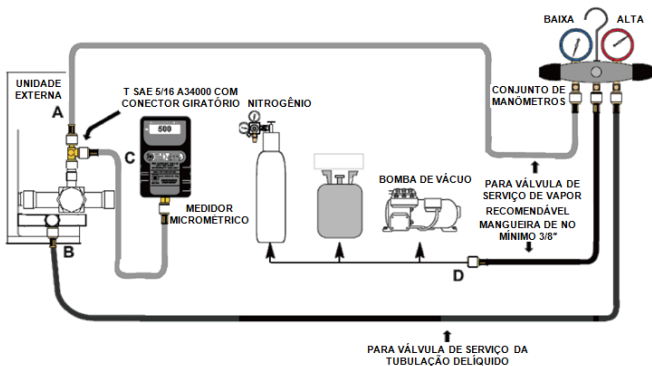 BAIXA
ALTA
UNIDADE
EXTERNA
A
T SAE 5/16 A34000 COM
CONECTOR GIRATÓRIO
NITROGÊNIO
CONJUNTO DE
MANÔMETROS
500
C
MEDIDOR
MICROMÉTRICO
BOMBA DE VÁCUO
PARA VÁLVULA DE
SERVIÇO DE VAPOR
RECOMENDÁVEL
MANGUEIRA DE NO
MÍNIMO 3/8"
B
D
PARA VÁLVULA DE SERVIÇO DA
TUBULAÇÃO DELÍQUIDO